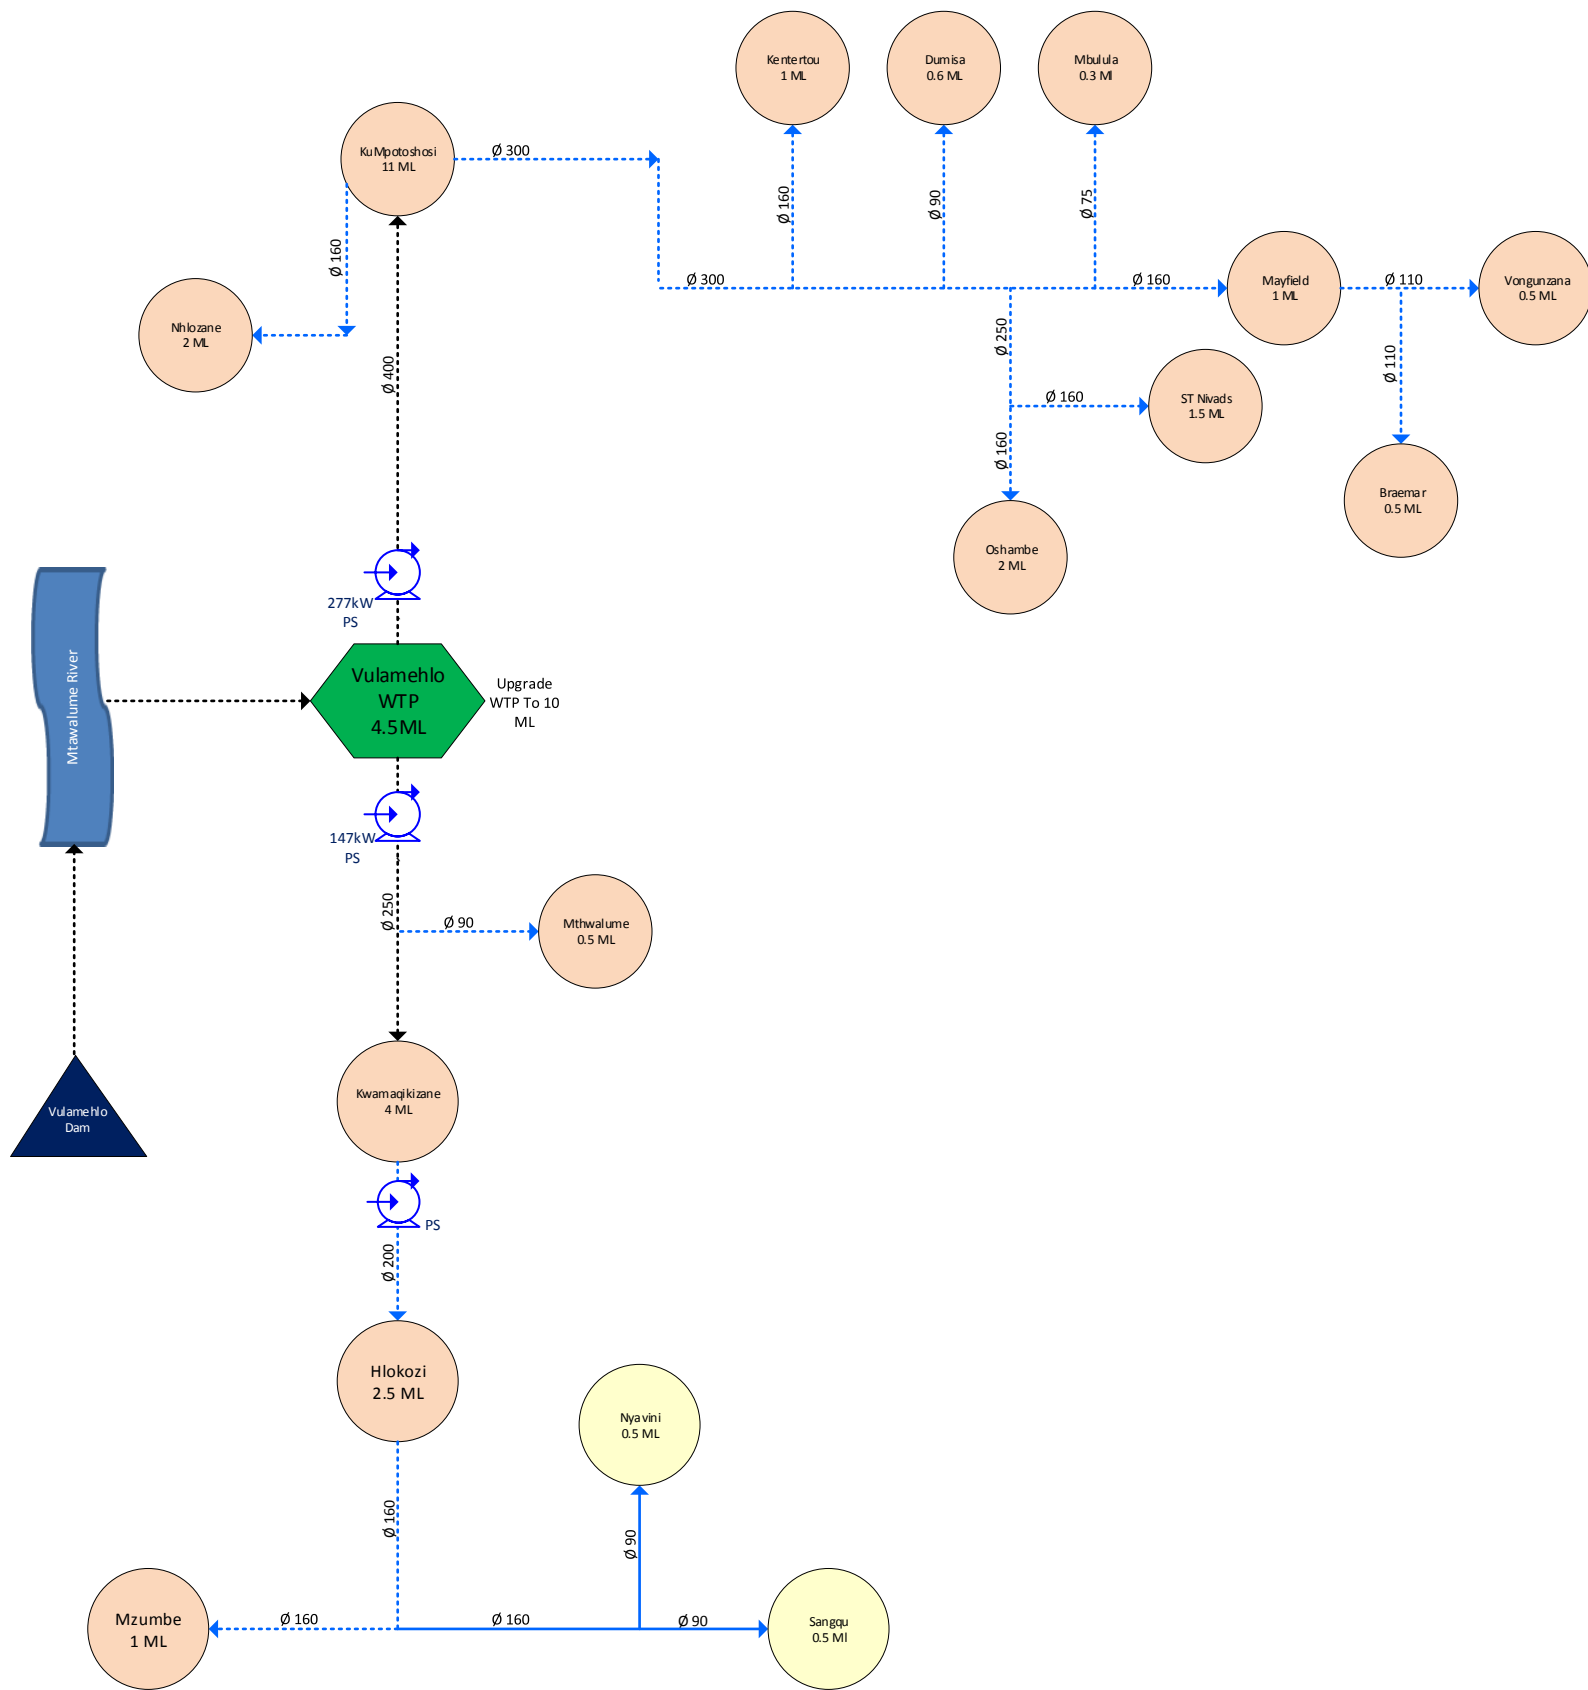 Kentertou
1 ML
Dumisa
0.6 ML
Mbulula
0.3 Ml
KuMpotoshosi
11 ML
Ø 300
Ø 160
Ø 90
Ø 75
Ø 160
Nhlozane
2 ML
Ø 300
Ø 160
Mayfield
1 ML
Ø 110
Vongunzana
0.5 ML
Ø 400
Ø 250
Ø 110
Ø 160
ST Nivads
1.5 ML
Ø 160
Braemar
0.5 ML
Oshambe
2 ML
277kW
PS
Mtawalume River
Vulamehlo
WTP
4.5ML
Upgrade
WTP To 10
ML
147kW
PS
Ø 250
Ø 90
Mthwalume
0.5 ML
Kwamaqikizane
4 ML
Vulamehlo
Dam
PS
Ø 200
Hlokozi
2.5 ML
Nyavini
0.5 ML
Ø 160
Ø 90
Mzumbe
1 ML
Ø 160
Ø 160
Ø 90
Sangqu
0.5 Ml